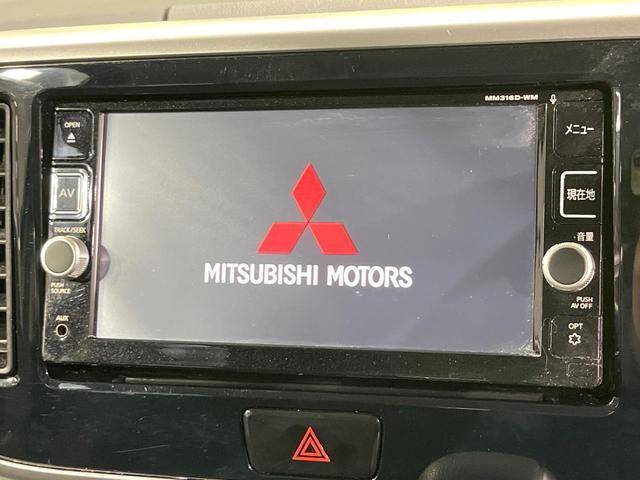 MM316D-WM
OPEN
AV
TRACK/SEEK
PUSH
SOURCE
AUX
MITSUBISHI MOTORS
メニュー
現在地
音量
PUSH
AV OFF
OPT